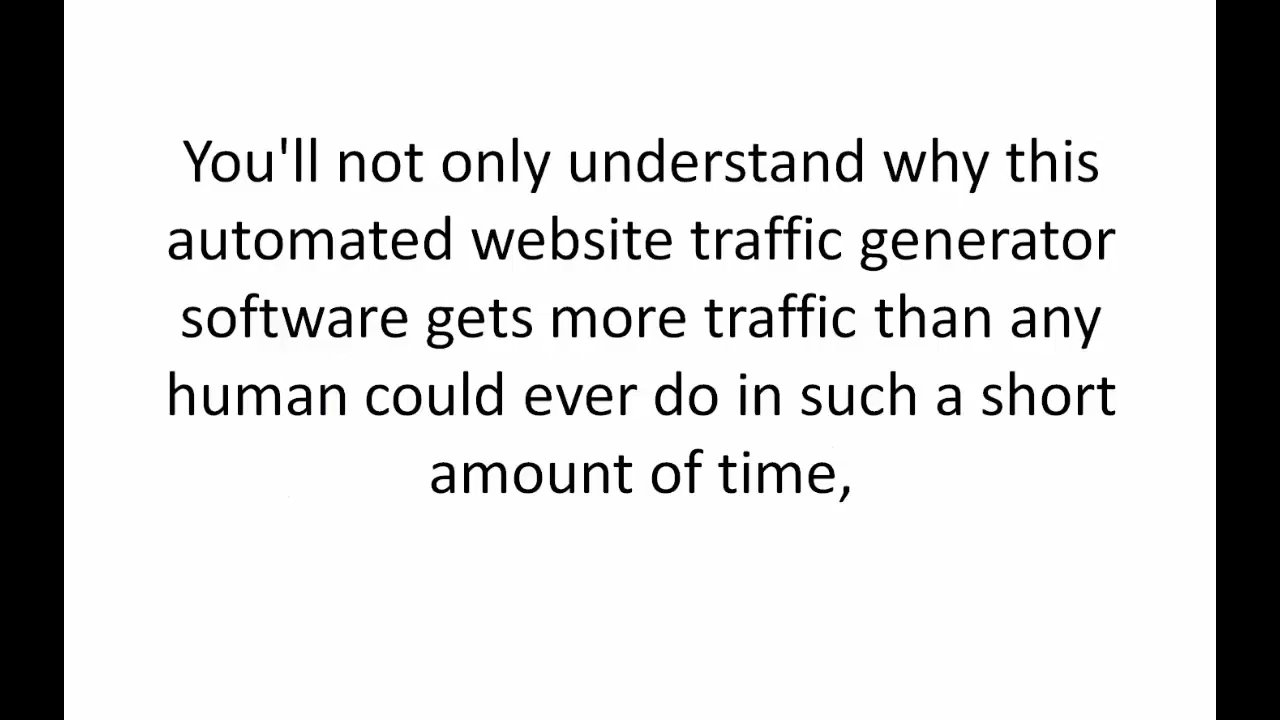 You'll not only understand why this
automated website traffic generator
software gets more traffic than any
human could ever do in such a short
amount of time,